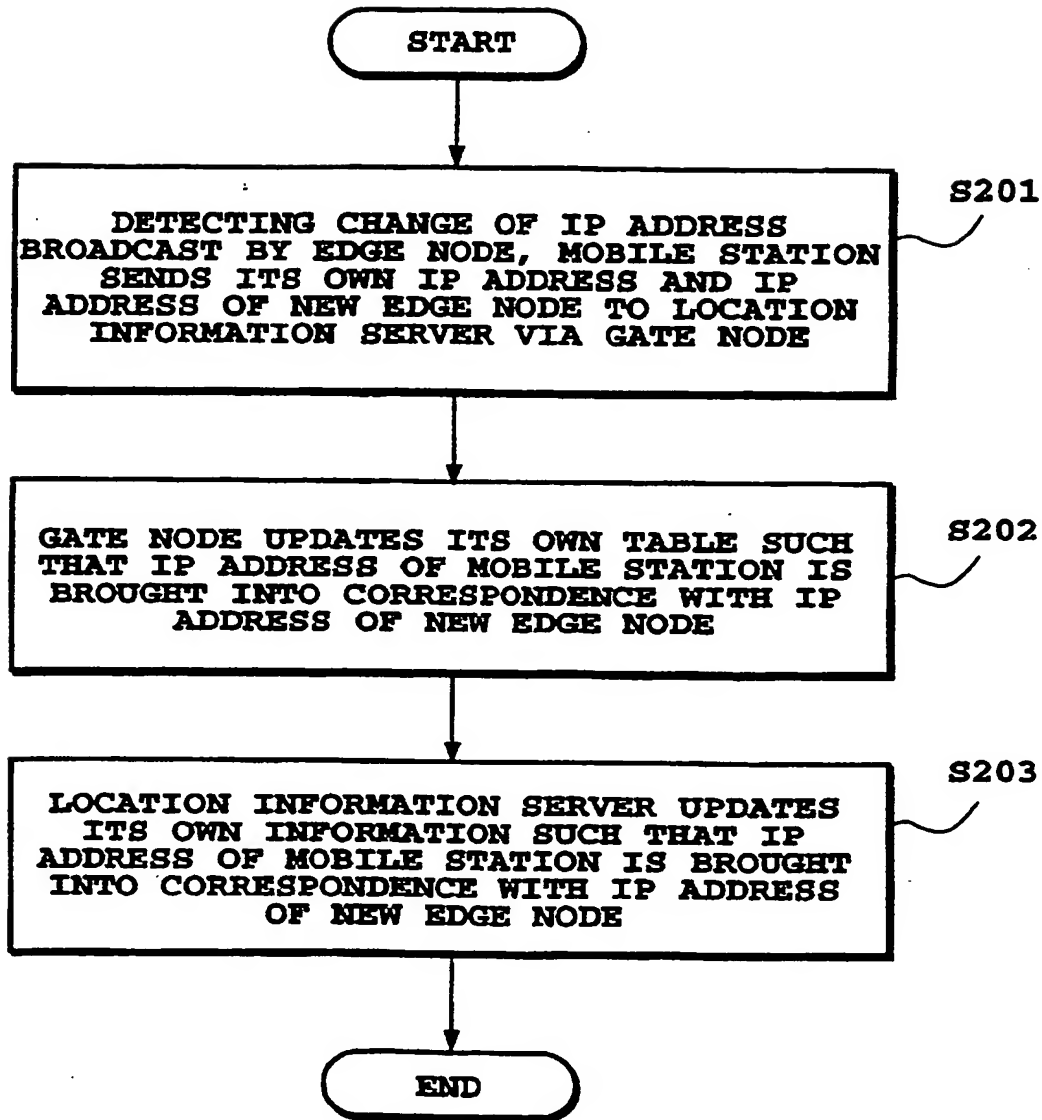 START
S201
DETECTING CHANGE OF IP ADDRESS
BROADCAST BY EDGE NODE, MOBILE STATION
SENDS ITS OWN IP ADDRESS AND IP
ADDRESS OF NEW EDGE NODE TO LOCATION
INFORMATION SERVER VIA GATE NODE
S202
GATE NODE UPDATES ITS OWN TABLE SUCH
THAT IP ADDRESS OF MOBILE STATION IS
BROUGHT INTO CORRESPONDENCE WITH IP
ADDRESS OF NEW EDGE NODE
S203
LOCATION INFORMATION SERVER UPDATES
ITS OWN INFORMATION SUCH THAT IP
ADDRESS OF MOBILE STATION IS BROUGHT
INTO CORRESPONDENCE WITH IP ADDRESS
OF NEW EDGE NODE
END